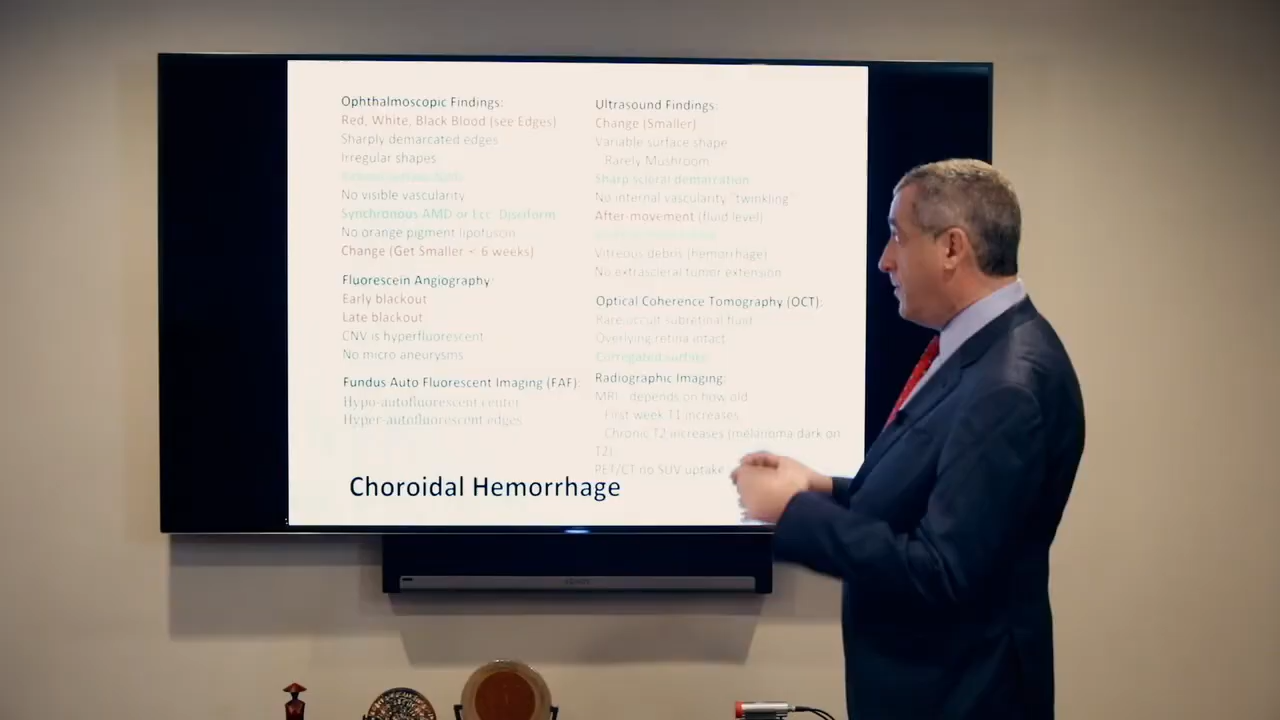 Ophthalmoscopic Findings:
Red, White, Black Blood (see Edges)
Sharply demarcated edges
Irregular shapes
No visible vascularity
Synchronous AMD or Ecc. Disciform
No orange pigment lipofuscin
Change (Get Smaller < 6 weeks)
Fluorescein Angiography:
Early blackout
Late blackout
CNV is hyperfluorescent
No micro aneurysms
Fundus Auto Fluorescent Imaging (FAF):
Hypo-autofluorescent center
Hyper-autofluorescent edges
Ultrasound Findings:
Change (Smaller)
Variable surface shape
Rarely Mushroom
Sharp scleral demarcation
No internal vascularity "twinkling"
After-movement (fluid level)
Vitreous debris (hemorrhage)
No extrascleral tumor extension
Optical Coherence Tomography (OCT):
Rare occult subretinal fluid
Overlying retina intact
Corrugated surface
Radiographic Imaging:
MRI depends on how old
First week T1 increases
Chronic T2 increases (melanoma dark on
T2)
PET/CT no SUV uptake
Choroidal Hemorrhage